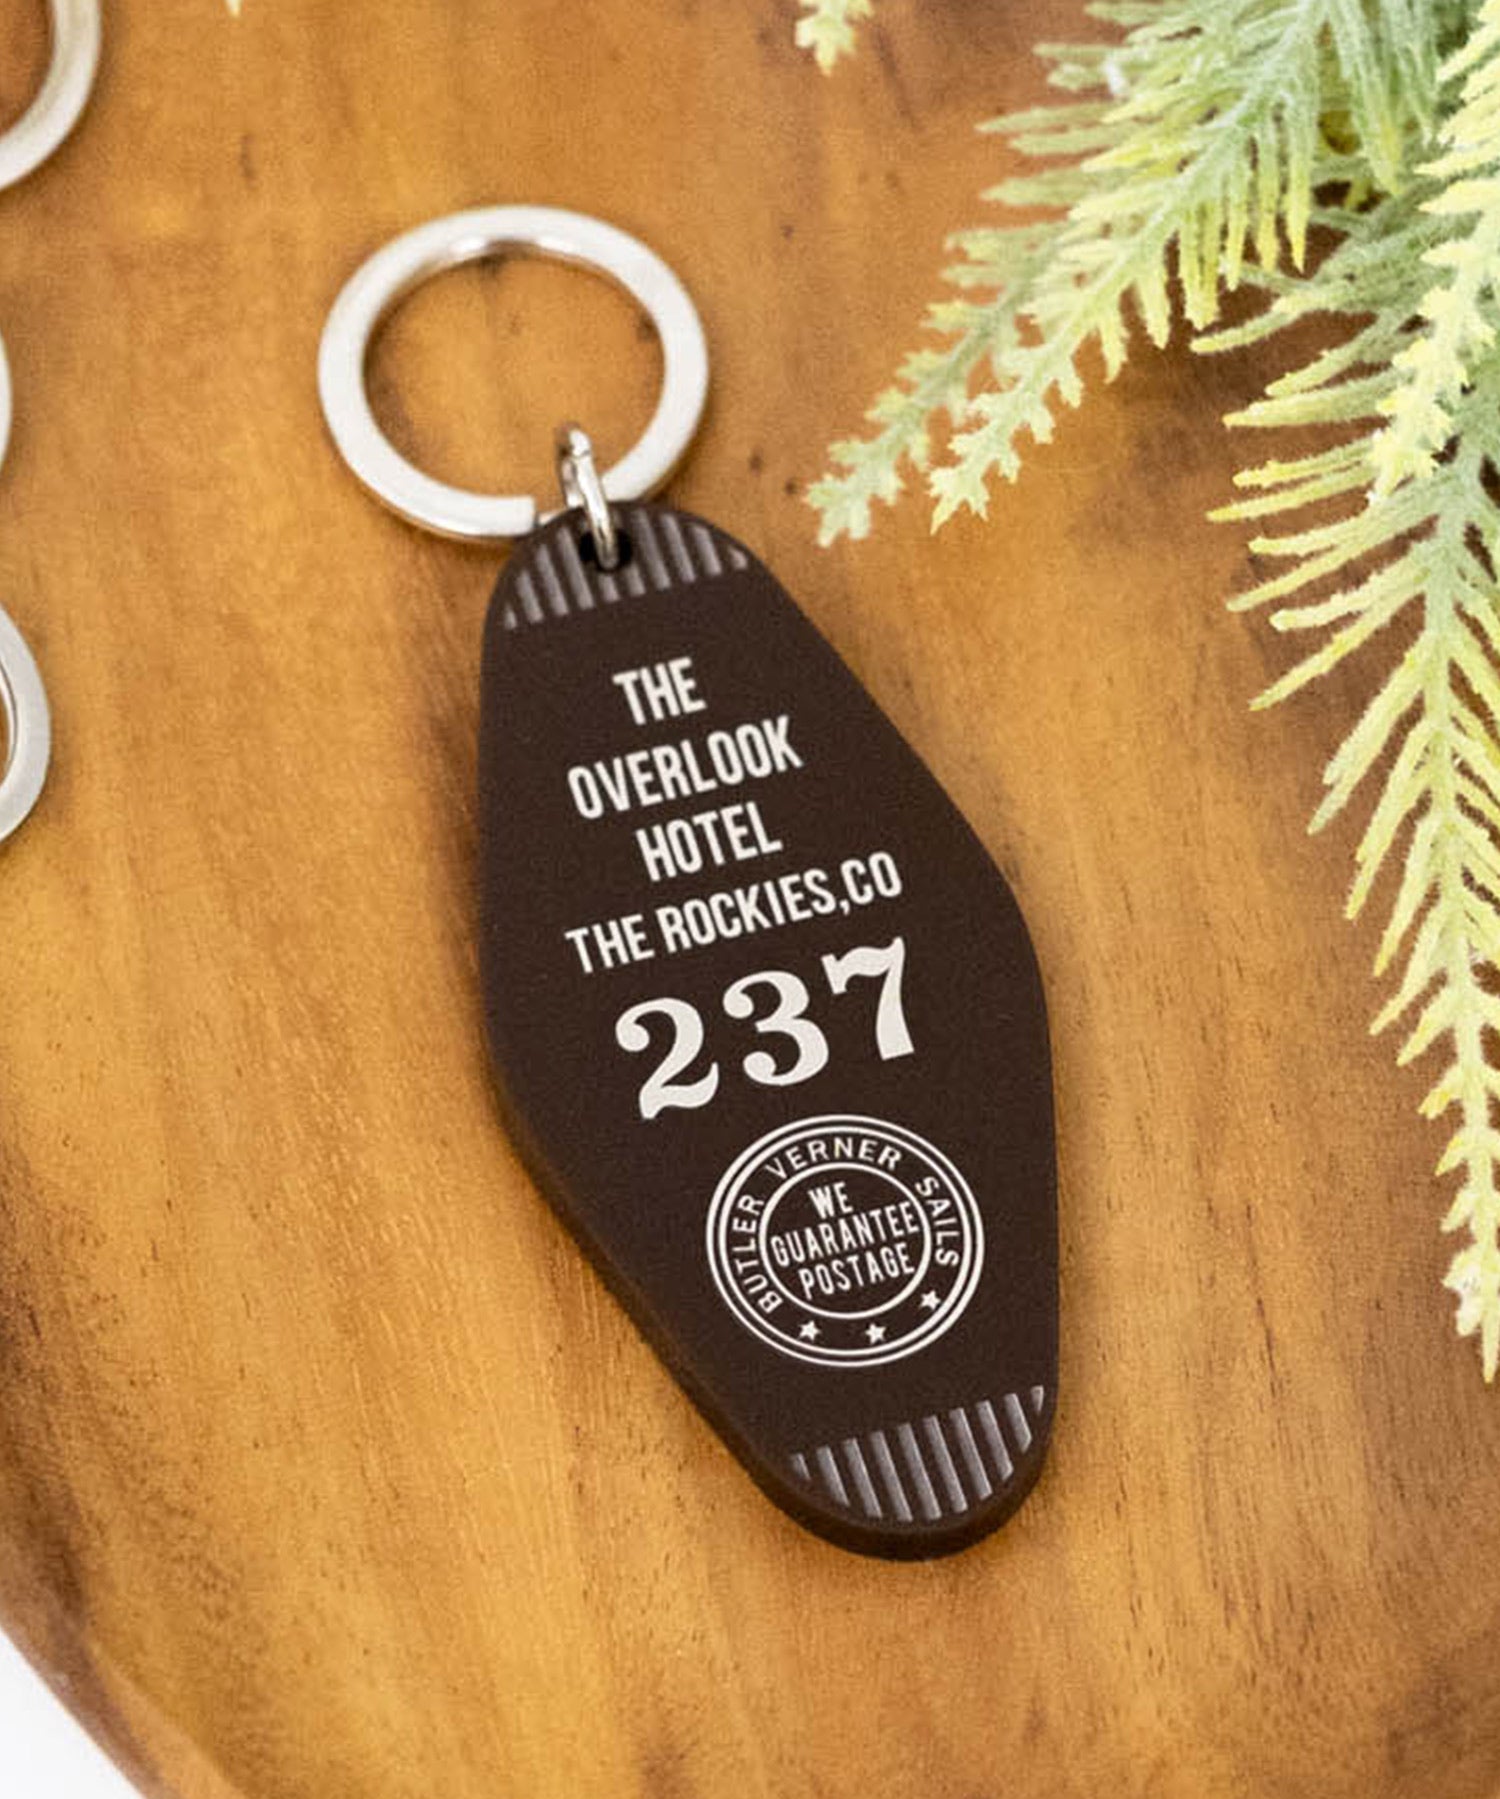 THE
OVERLOOK
HOTEL
THE ROCKIES,CO
237
BUTLER VERNER SAILS
WE
GUARANTEE
POSTAGE